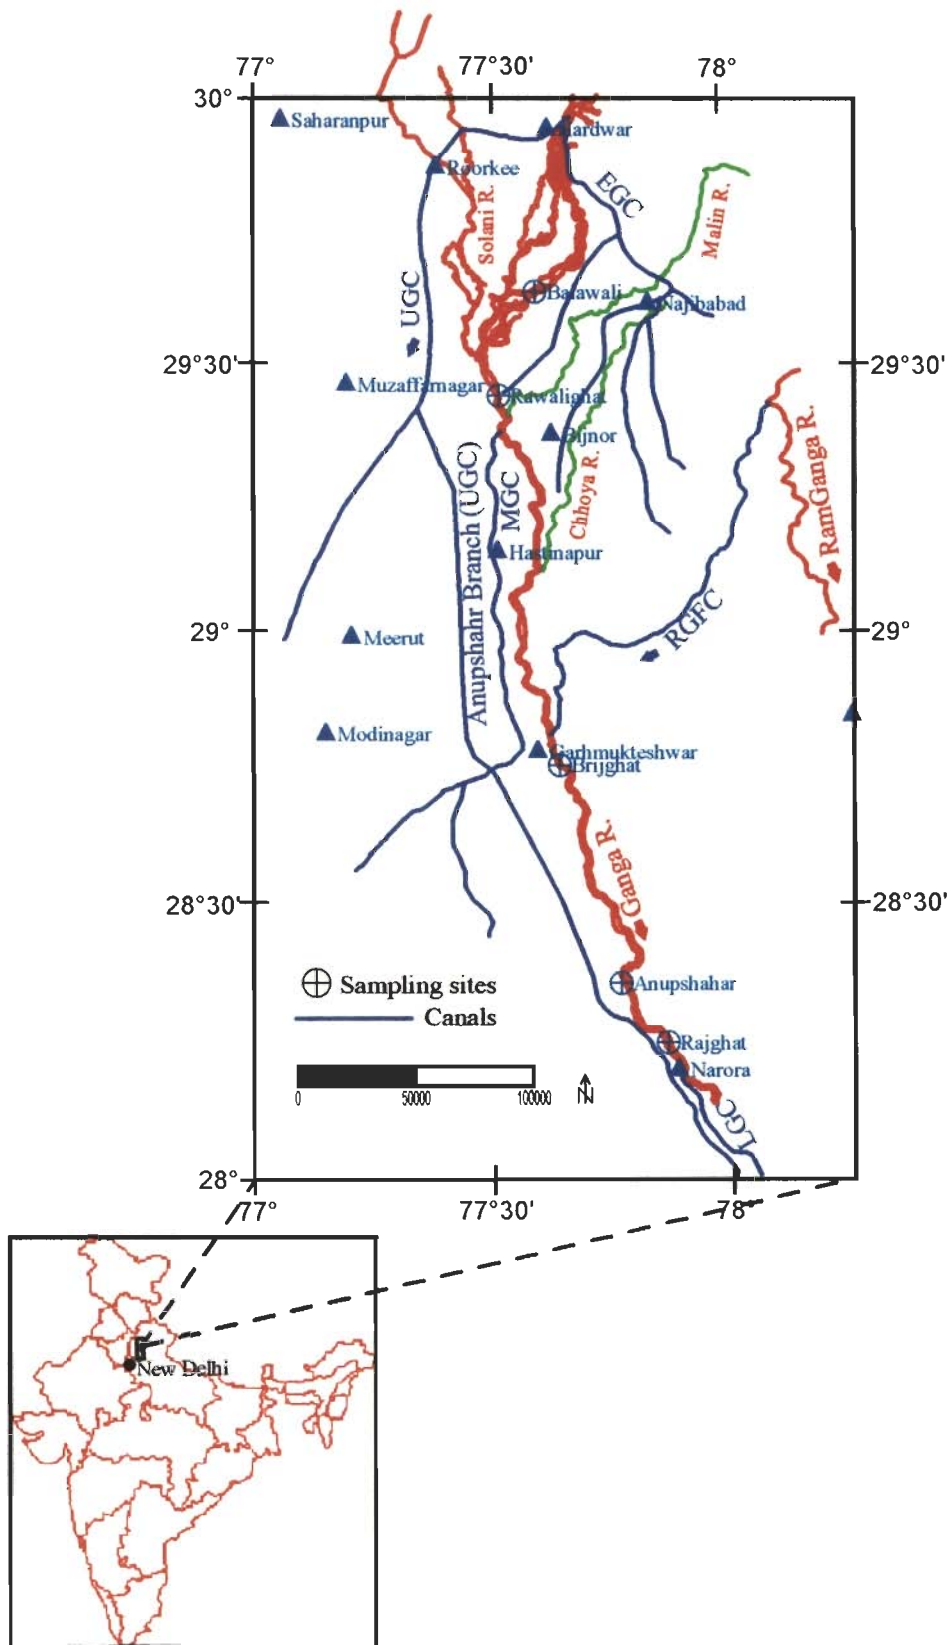 77°
77°30'
78°
30°
Saharanpur
Hardwar
Roorkee
EGC
Solani R.
Malin R.
UGC
Balawali
Najibabad
29°30'
29°30'
Muzaffarnagar
Rawalighat
Bijnor
RamGanga R.
Anupshahr Branch (UGC)
MGC
Chhoya R.
Hastinapur
RGFC
29°
29°
Meerut
Modinagar
Garhmukteshwar
Brijghat
Ganga R.
28°30'
28°30'
Sampling sites
Anupshahar
Canals
Rajghat
Narora
0
50000
100000
N
LGC
28°
77°
77°30'
78°
New Delhi